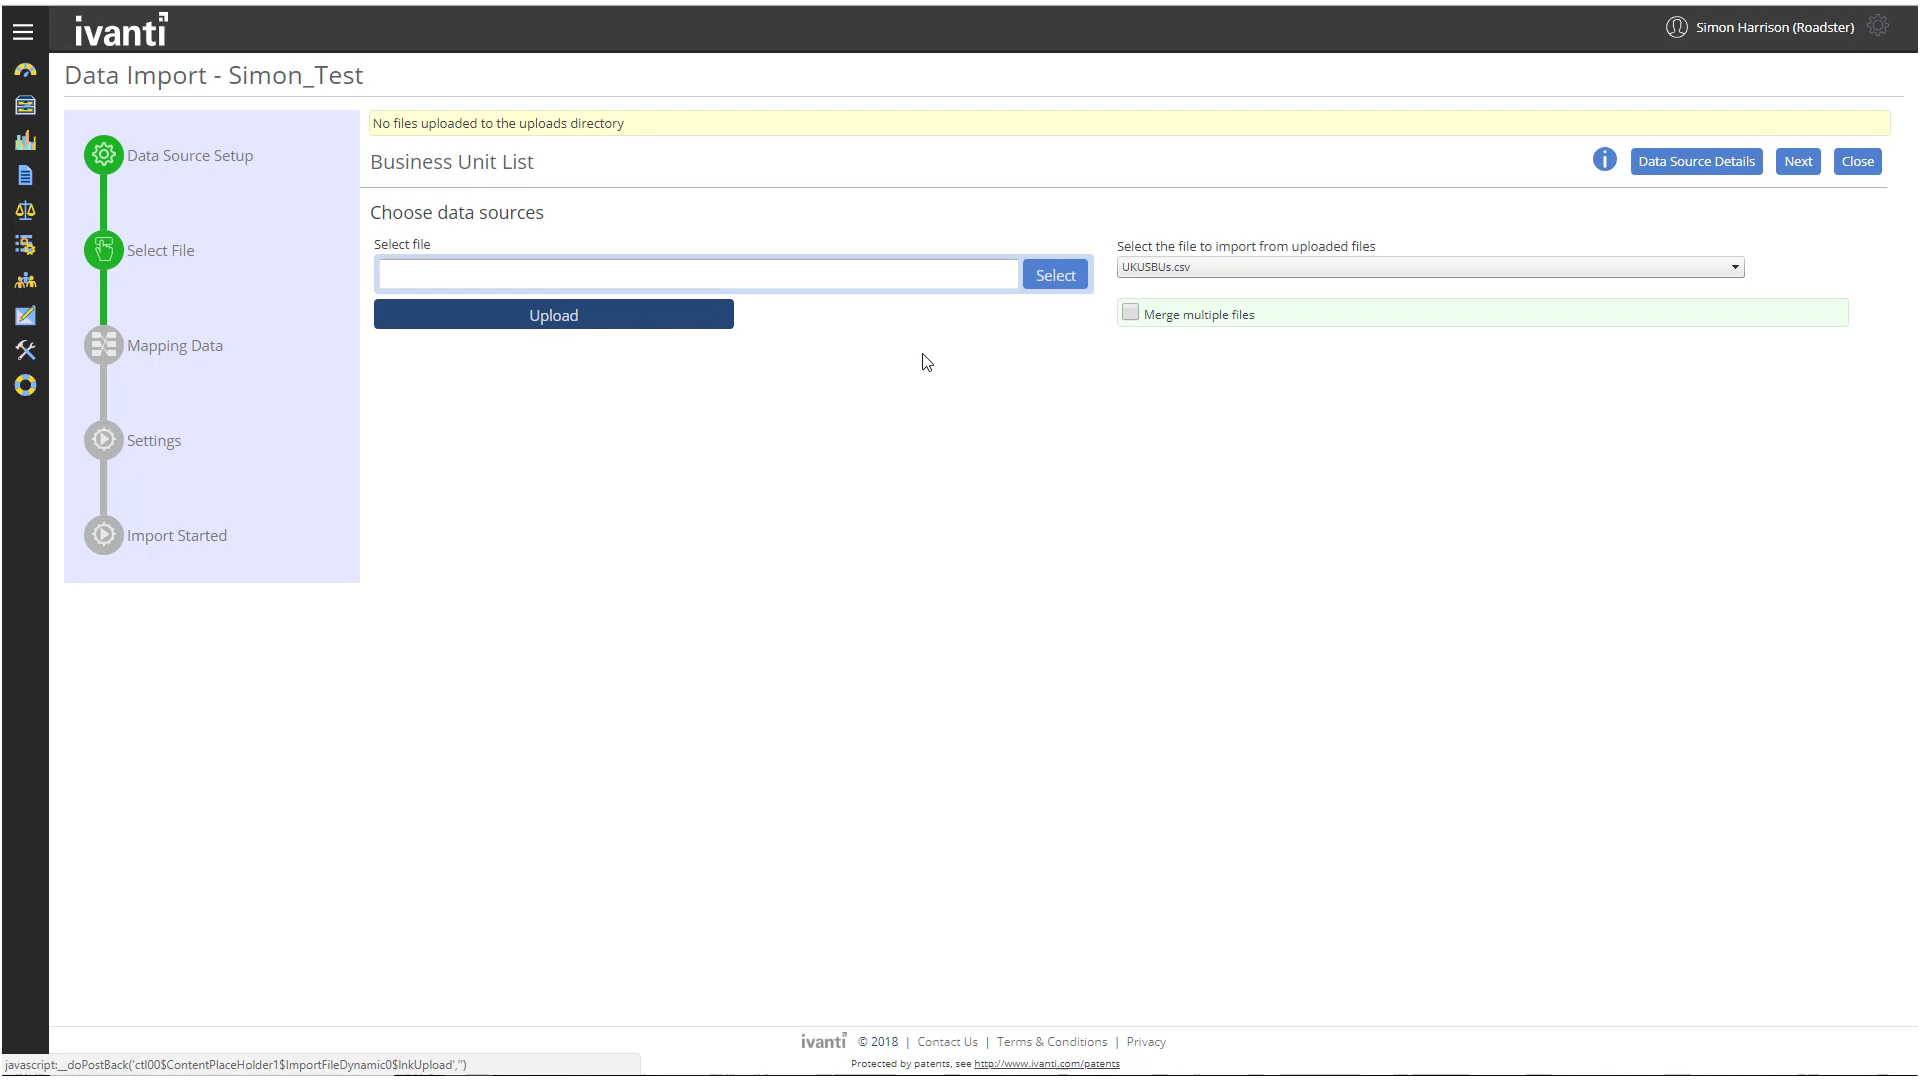 ivanti
Simon Harrison (Roadster)
Data Import - Simon_Test
No files uploaded to the uploads directory
Data Source Setup
Business Unit List
Data Source Details
Next
Close
Choose data sources
Select file
Select the file to import from uploaded files
Select File
Select
UKUSBUs.csv
Upload
Merge multiple files
Mapping Data
Settings
Import Started
ivanti © 2018 | Contact Us | Terms & Conditions | Privacy
Protected by patents, see http://www.ivanti.com/patents
javascript:__doPostBack('ctl00$ContentPlaceHolder1$ImportFileDynamic0$lnkUpload','')